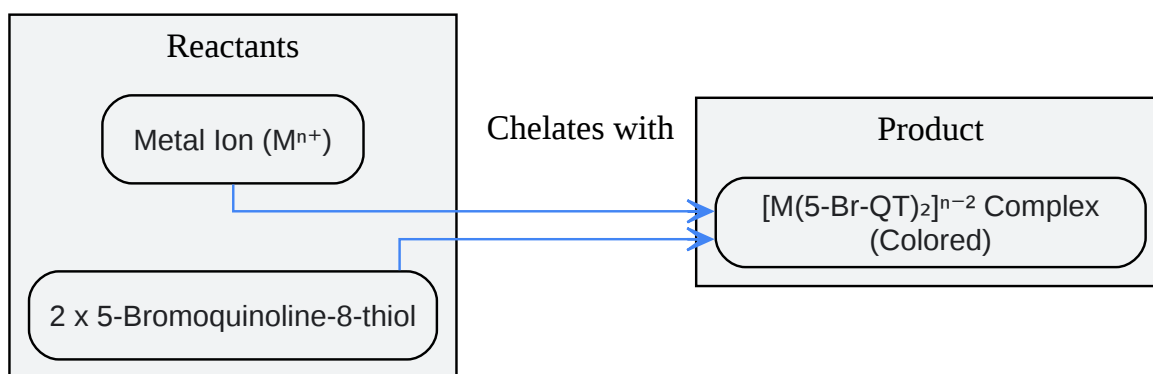 Reactants
Metal Ion (Mⁿ⁺)
2 x 5-Bromoquinoline-8-thiol
Chelates with
Product
[M(5-Br-QT)₂]ⁿ⁻² Complex
(Colored)